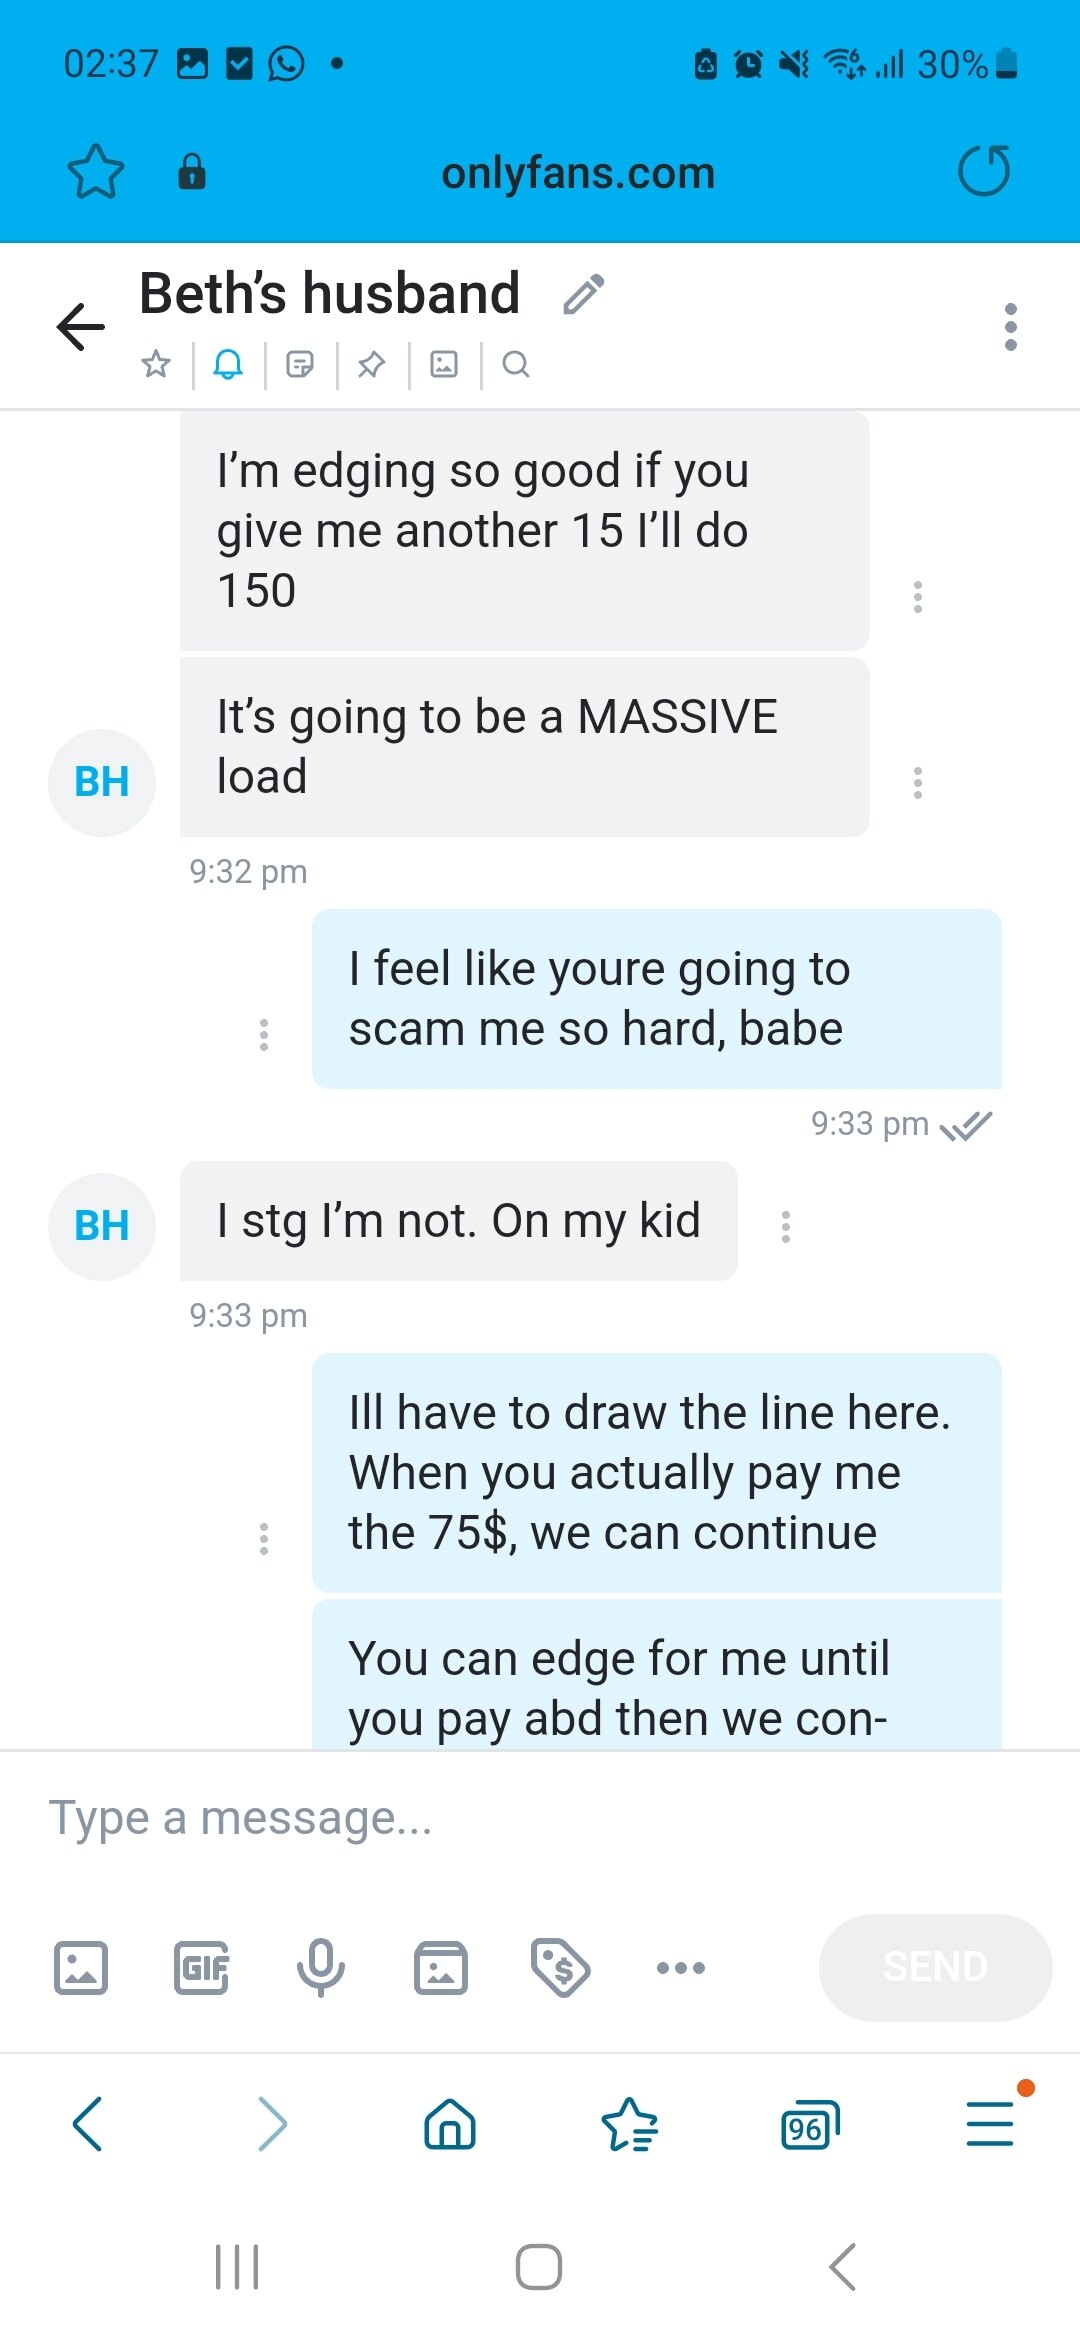 02:37
30%
onlyfans.com
Beth's husband
I'm edging so good if you
give me another 15 I'll do
150
It's going to be a MASSIVE
load
BH
9:32 pm
I feel like youre going to
scam me so hard, babe
9:33 pm
BH
I stg I'm not. On my kid
9:33 pm
Ill have to draw the line here.
When you actually pay me
the 75$, we can continue
You can edge for me until
you pay abd then we con-
Type a message...
GIF
SEND
96